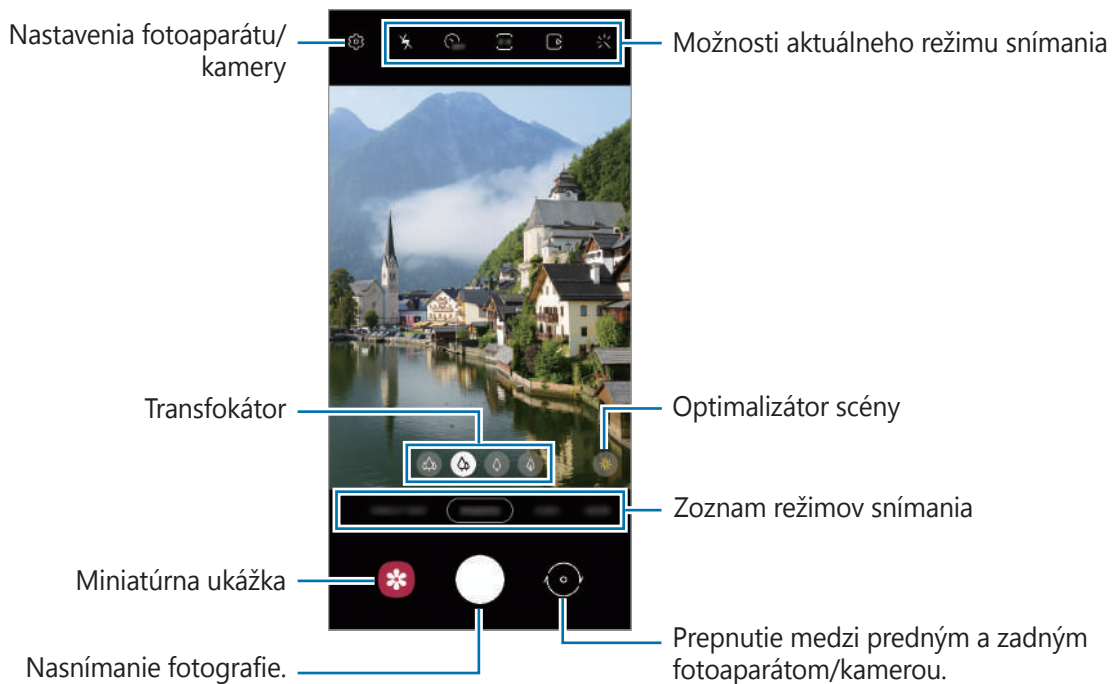 Nastavenia fotoaparátu/
kamery
Možnosti aktuálneho režimu snímania
Transfokátor
Optimalizátor scény
Zoznam režimov snímania
Miniatúrna ukážka
Nasnímanie fotografie.
Prepnutie medzi predným a zadným
fotoaparátom/kamerou.